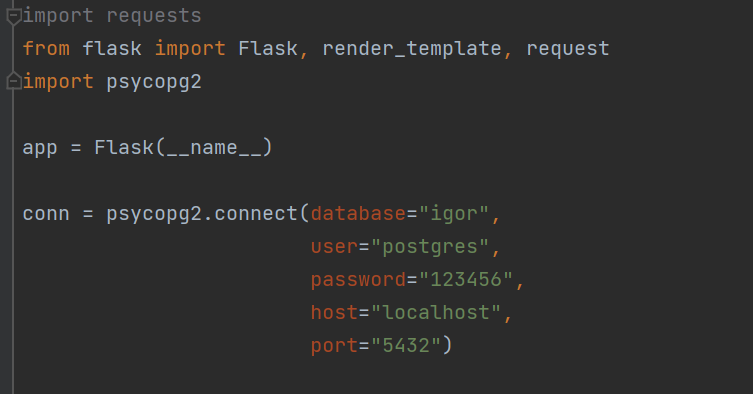 import requests
from flask import Flask, render_template, request
import psycopg2
app = Flask(__name__)
conn = psycopg2.connect(database="igor",
user="postgres",
password="123456",
host="localhost",
port="5432")